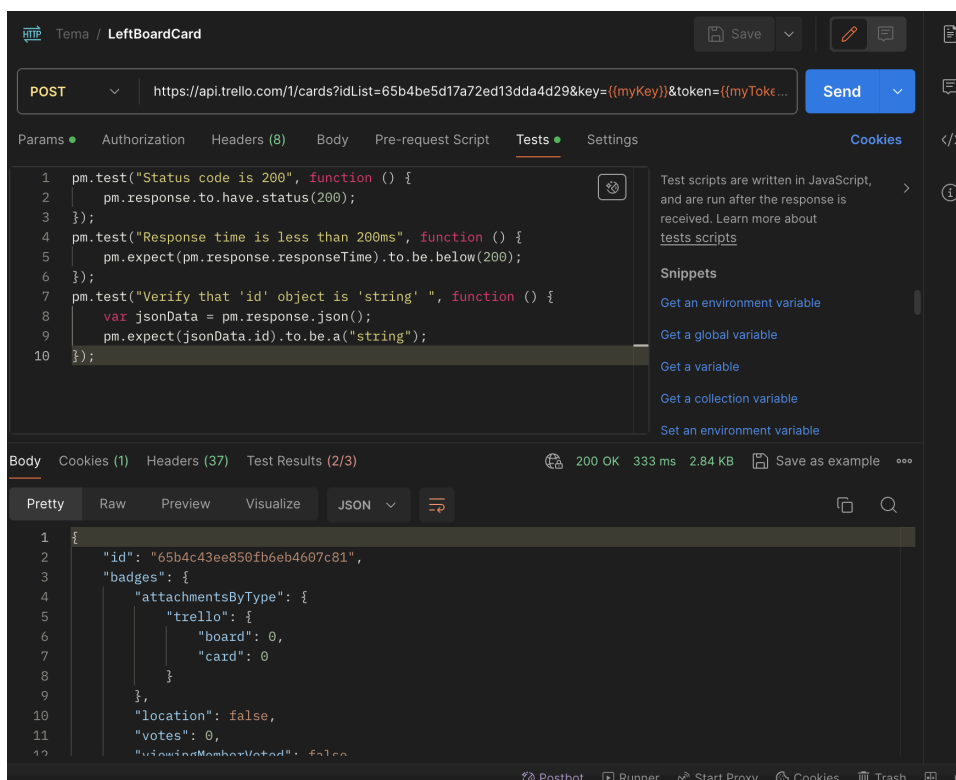 HTTP Tema / LeftBoardCard Save
POST https://api.trello.com/1/cards?idList=65b4be5d17a72ed13dda4d29&key={{myKey}}&token={{myToke... Send
Params Authorization Headers (8) Body Pre-request Script Tests Settings Cookies
1 pm.test("Status code is 200", function () {
2 pm.response.to.have.status(200);
3 });
4 pm.test("Response time is less than 200ms", function () {
5 pm.expect(pm.response.responseTime).to.be.below(200);
6 });
7 pm.test("Verify that 'id' object is 'string' ", function () {
8 var jsonData = pm.response.json();
9 pm.expect(jsonData.id).to.be.a("string");
10 });
Test scripts are written in JavaScript,
and are run after the response is
received. Learn more about
tests scripts
Snippets
Get an environment variable
Get a global variable
Get a variable
Get a collection variable
Set an environment variable
Body Cookies (1) Headers (37) Test Results (2/3) 200 OK 333 ms 2.84 KB Save as example
Pretty Raw Preview Visualize JSON
1 {
2 "id": "65b4c43ee850fb6eb4607c81",
3 "badges": {
4 "attachmentsByType": {
5 "trello": {
6 "board": 0,
7 "card": 0
8 }
9 },
10 "location": false,
11 "votes": 0,
12 "viewingMemberVoted": false
Postbot Runner Start Proxy Cookies Trash